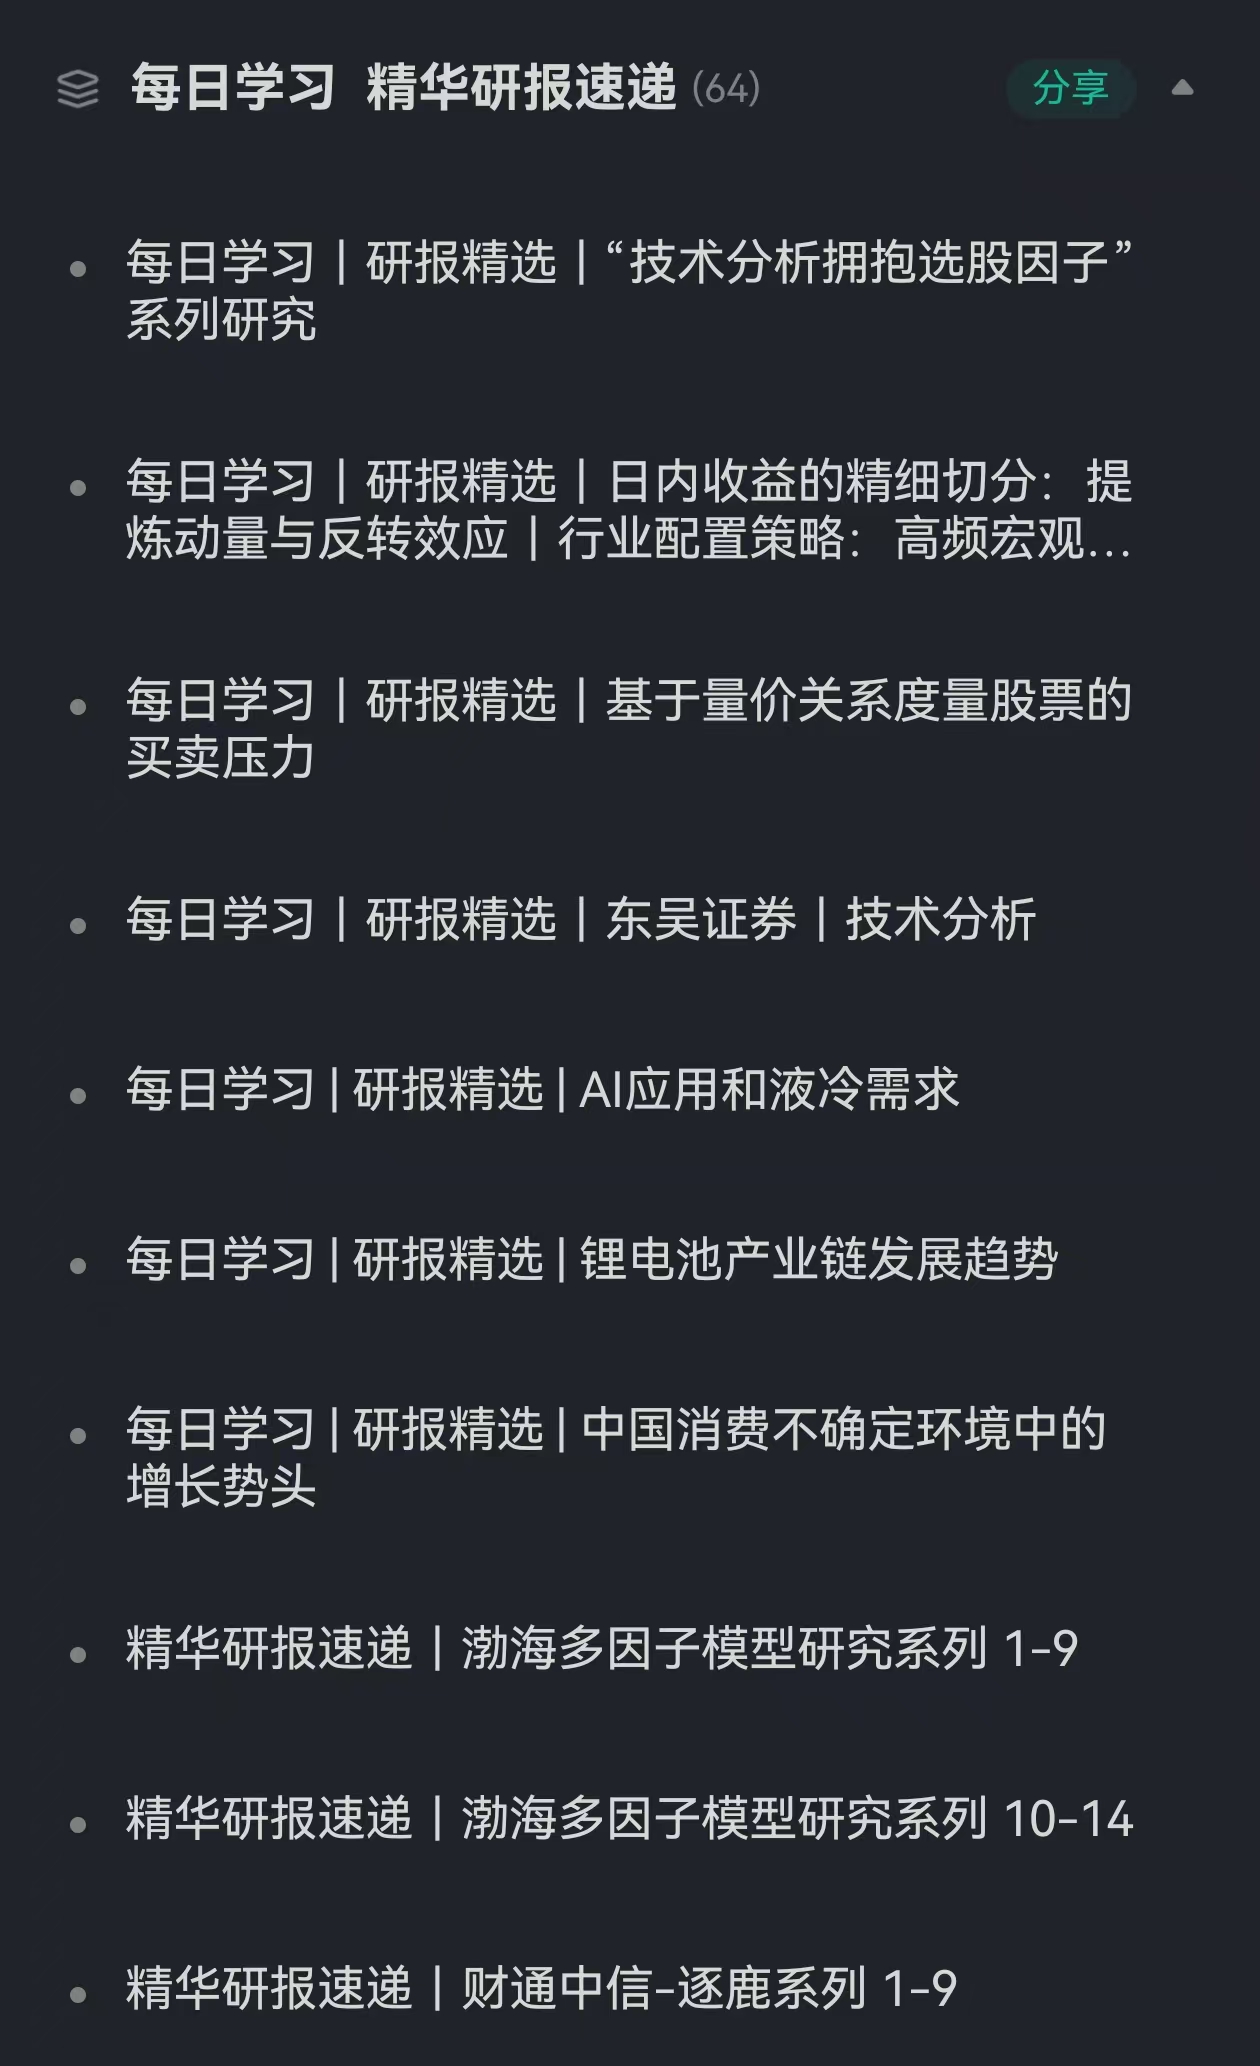 每日学习 精华研报速递 (64)
分享
每日学习｜研报精选｜“技术分析拥抱选股因子”
系列研究
每日学习｜研报精选｜日内收益的精细切分：提
炼动量与反转效应｜行业配置策略：高频宏观...
每日学习｜研报精选｜基于量价关系度量股票的
买卖压力
每日学习｜研报精选｜东吴证券｜技术分析
每日学习 | 研报精选 | AI应用和液冷需求
每日学习 | 研报精选 | 锂电池产业链发展趋势
每日学习 | 研报精选 | 中国消费不确定环境中的
增长势头
精华研报速递｜渤海多因子模型研究系列 1-9
精华研报速递｜渤海多因子模型研究系列 10-14
精华研报速递｜财通中信-逐鹿系列 1-9